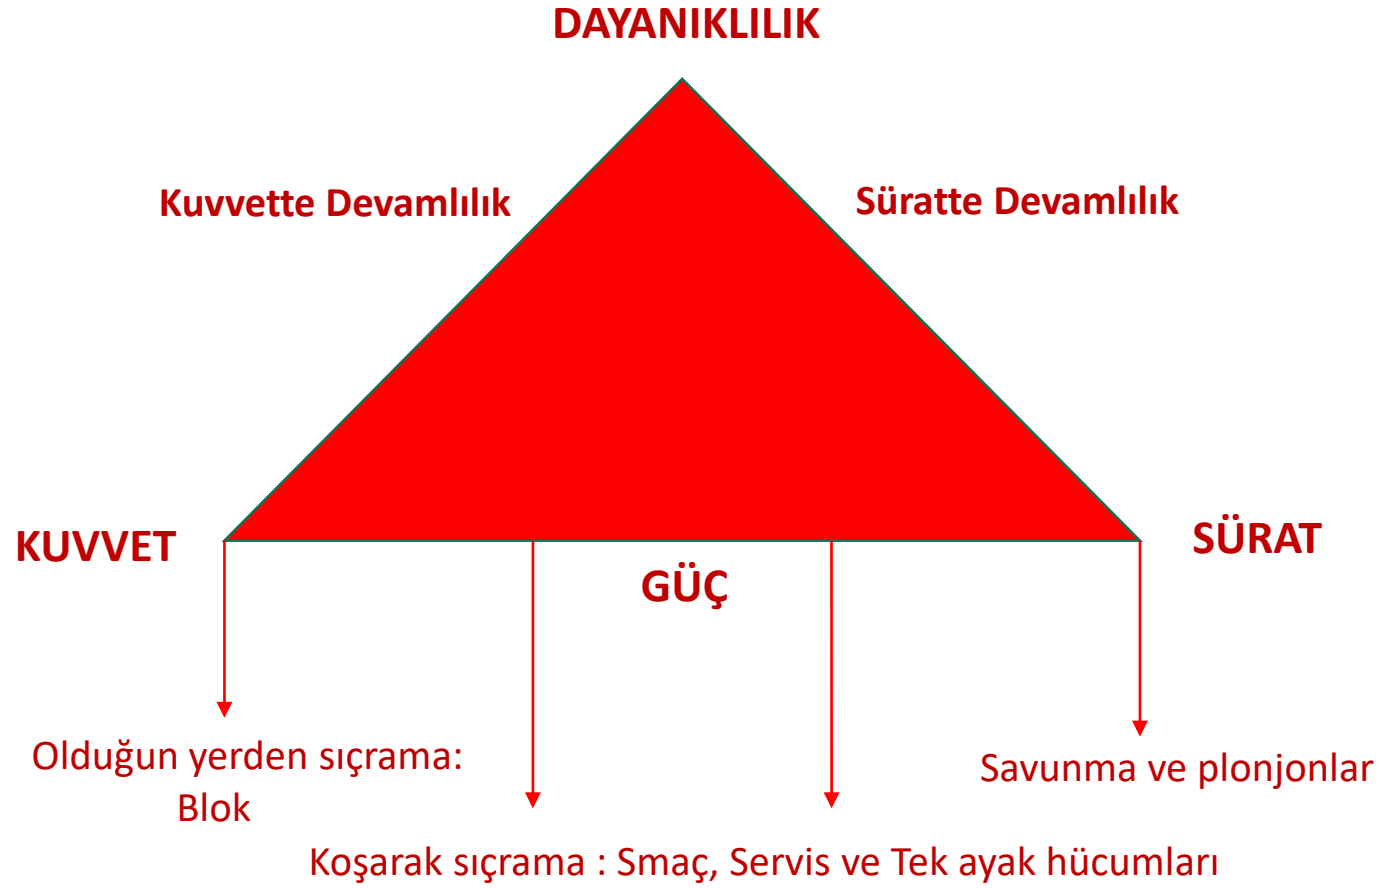 DAYANIKLILIK
Kuvvette Devamlılık
Süratte Devamlılık
KUVVET
SÜRAT
GÜÇ
Olduğun yerden sıçrama:
Blok
Savunma ve plonjonlar
Koşarak sıçrama : Smaç, Servis ve Tek ayak hücumları